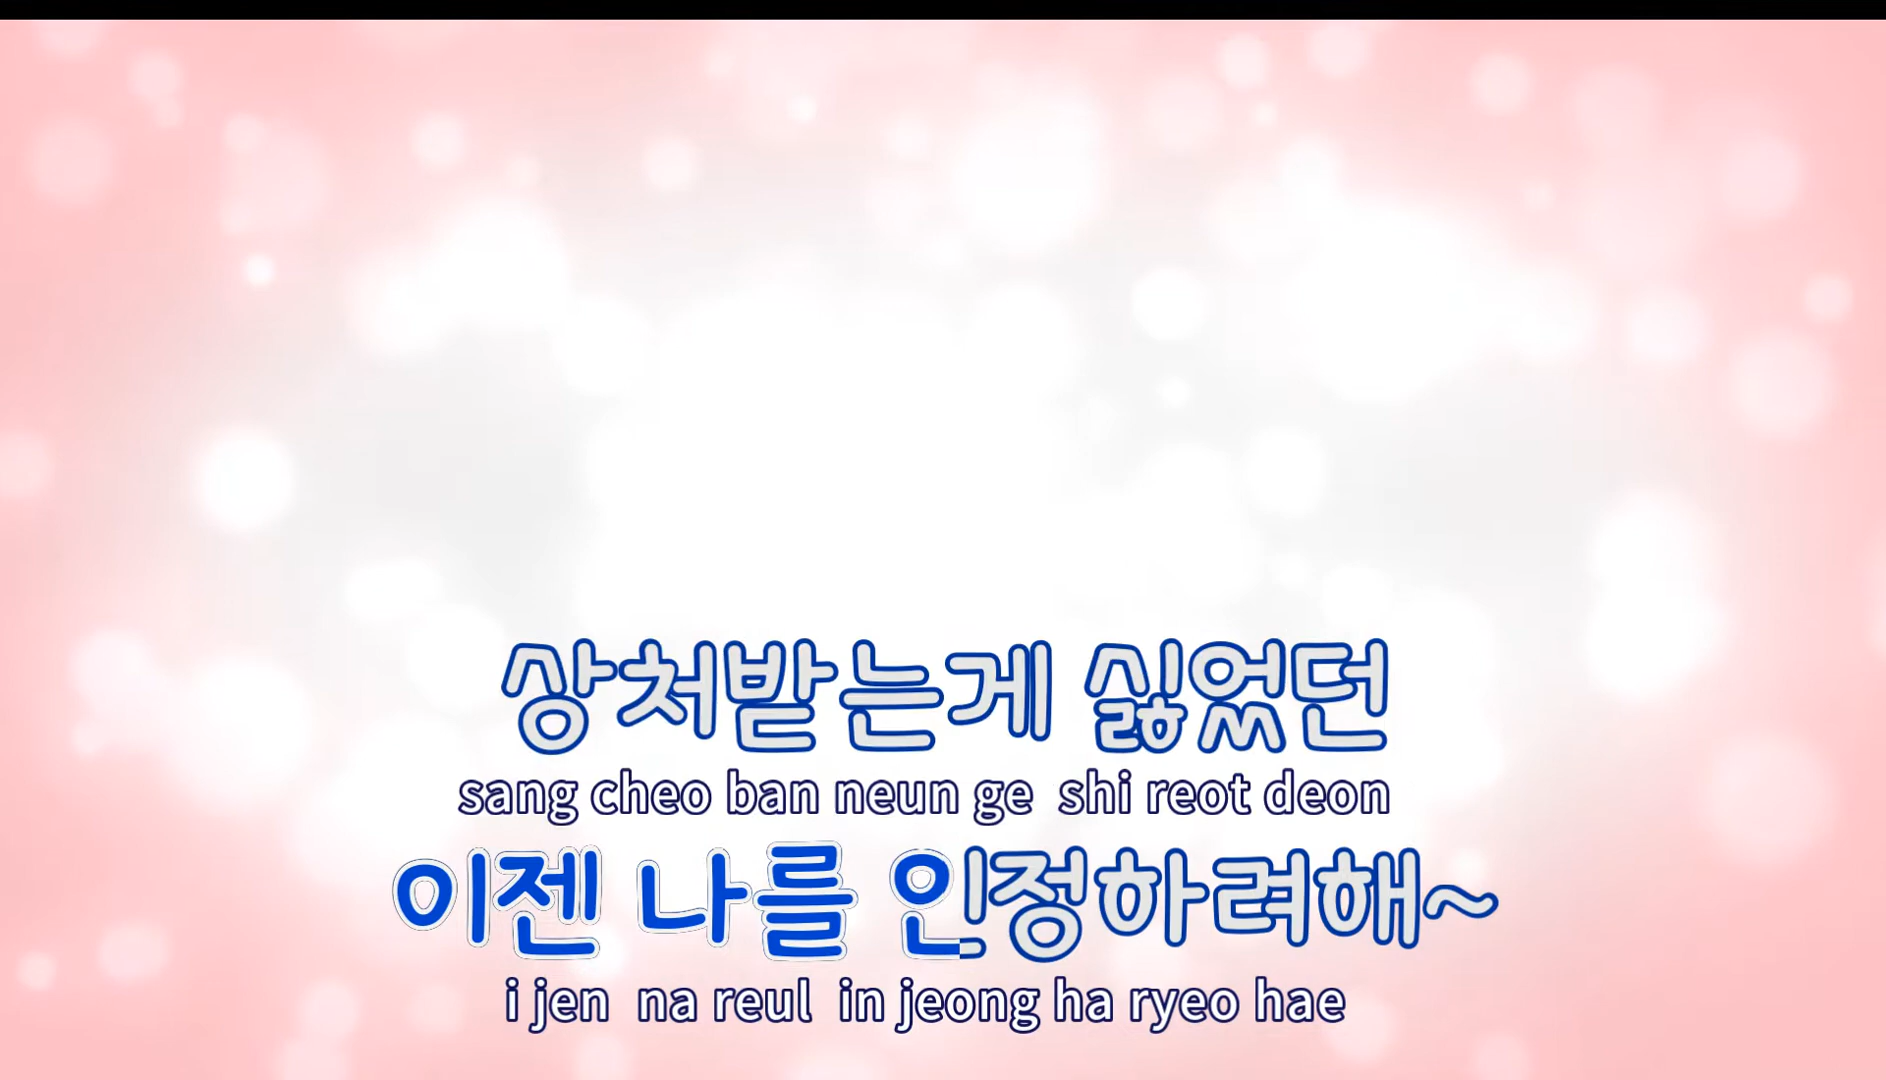 상처받는게 싫었던
sang cheo ban neun ge shi reot deon
이젠 나를 인정하려해~
i jen na reul in jeong ha ryeo hae